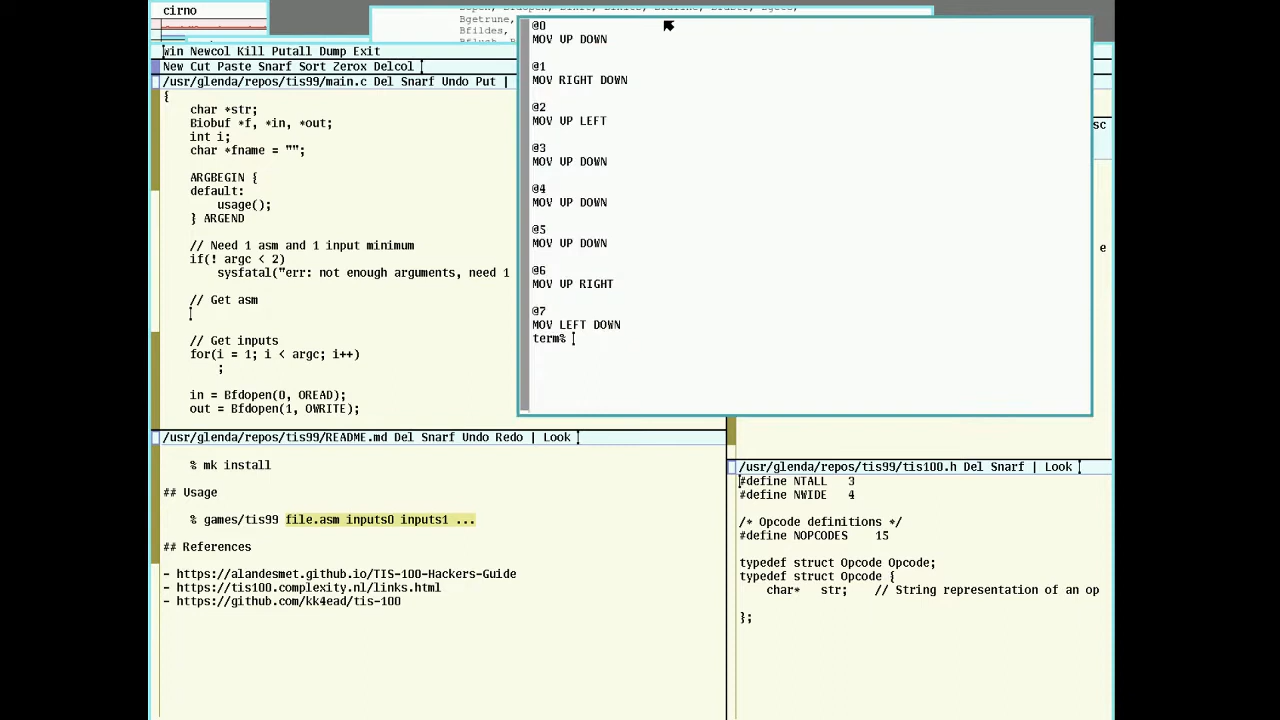 cirno
Bgetrune,
Bfildes,
Win Newcol Kill Putall Dump Exit
New Cut Paste Snarf Sort Zerox Delcol
/usr/glenda/repos/tis99/main.c Del Snarf Undo Put |
{
char *str;
Biobuf *f, *in, *out;
int i;
char *fname = "";
ARGBEGIN {
default:
usage();
} ARGEND
// Need 1 asm and 1 input minimum
if(! argc < 2)
sysfatal("err: not enough arguments, need 1
// Get asm
// Get inputs
for(i = 1; i < argc; i++)
;
in = Bfdopen(0, OREAD);
out = Bfdopen(1, OWRITE);
@0
MOV UP DOWN
@1
MOV RIGHT DOWN
@2
MOV UP LEFT
@3
MOV UP DOWN
@4
MOV UP DOWN
@5
MOV UP DOWN
@6
MOV UP RIGHT
@7
MOV LEFT DOWN
term%
sc
e
/usr/glenda/repos/tis99/README.md Del Snarf Undo Redo | Look
% mk install
## Usage
% games/tis99 file.asm inputs0 inputs1 ...
## References
- https://alandesmet.github.io/TIS-100-Hackers-Guide
- https://tis100.complexity.nl/links.html
- https://github.com/kk4ead/tis-100
/usr/glenda/repos/tis99/tis100.h Del Snarf | Look
#define NTALL 3
#define NWIDE 4
/* Opcode definitions */
#define NOPCODES 15
typedef struct Opcode Opcode;
typedef struct Opcode {
char* str; // String representation of an op
};